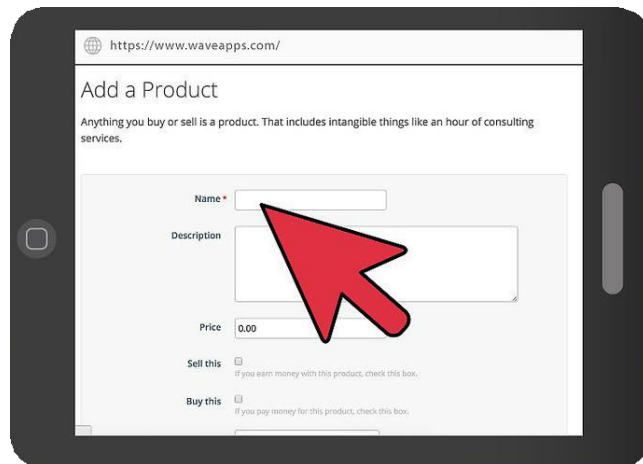 https://www.waveapps.com/
Add a Product
Anything you buy or sell is a product. That includes intangible things like an hour of consulting
services.
Name *
Description
Price 0.00
Sell this
If you earn money with this product, check this box.
Buy this
If you pay money for this product, check this box.